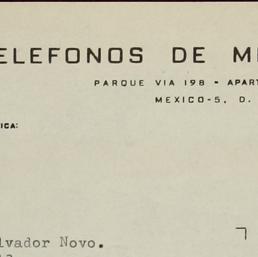 ELEFONOS DE M
PARQUE VIA 198 - APART
MEXICO-5, D.
ICA:
lvador Novo.